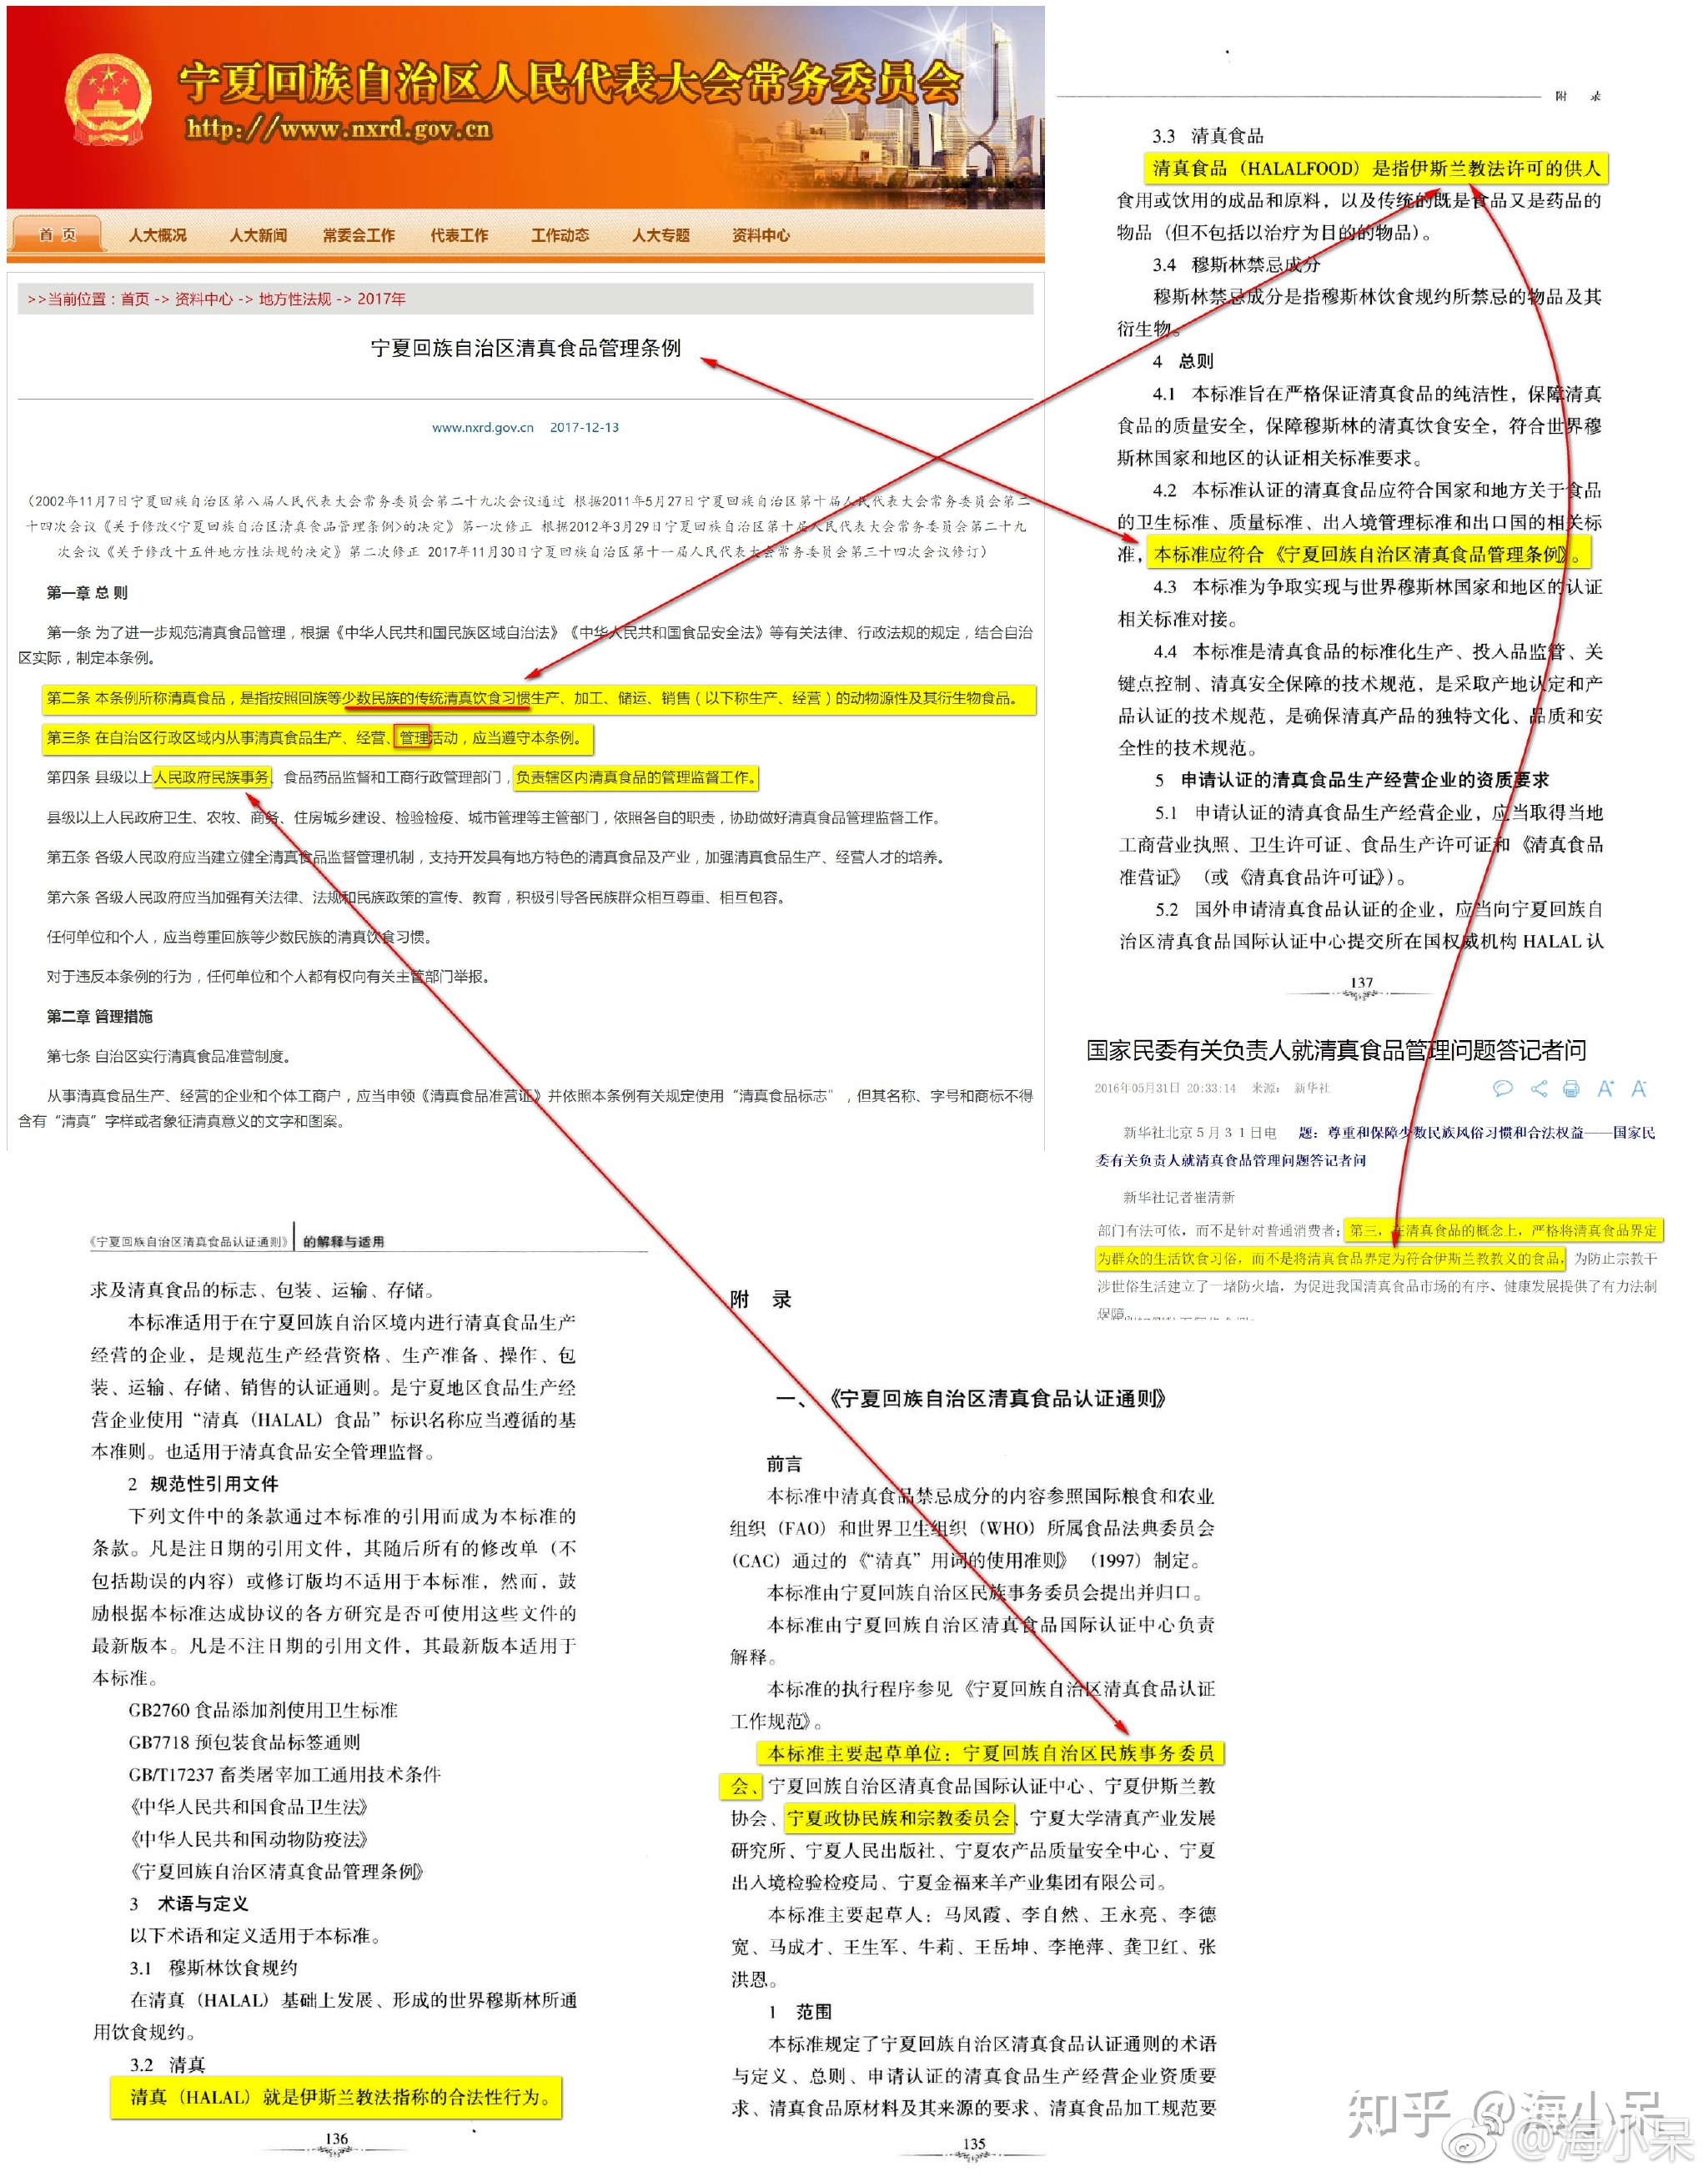 宁夏回族自治区人民代表大会常务委员会
http://www.nxrd.gov.cn
首 页 人大概况 人大新闻 常委会工作 代表工作 工作动态 人大专题 资料中心
>>当前位置：首页 -> 资料中心 -> 地方性法规 -> 2017年
宁夏回族自治区清真食品管理条例
www.nxrd.gov.cn 2017-12-13
（2002年11月7日宁夏回族自治区第八届人民代表大会常务委员会第二十九次会议通过 根据2011年5月27日宁夏回族自治区第十届人民代表大会常务委员会第二
十四次会议《关于修改<宁夏回族自治区清真食品管理条例>的决定》第一次修正 根据2012年3月29日宁夏回族自治区第十届人民代表大会常务委员会第二十九
次会议《关于修改十五件地方性法规的决定》第二次修正 2017年11月30日宁夏回族自治区第十一届人民代表大会常务委员会第三十四次会议修订）
第一章 总 则
第一条 为了进一步规范清真食品管理，根据《中华人民共和国民族区域自治法》《中华人民共和国食品安全法》等有关法律、行政法规的规定，结合自治
区实际，制定本条例。
第二条 本条例所称清真食品，是指按照回族等少数民族的传统清真饮食习惯生产、加工、储运、销售（以下称生产、经营）的动物源性及其衍生物食品。
第三条 在自治区行政区域内从事清真食品生产、经营、管理活动，应当遵守本条例。
第四条 县级以上人民政府民族事务、食品药品监督和工商行政管理部门，负责辖区内清真食品的管理监督工作。
县级以上人民政府卫生、农牧、商务、住房城乡建设、检验检疫、城市管理等主管部门，依照各自的职责，协助做好清真食品管理监督工作。
第五条 各级人民政府应当建立健全清真食品监督管理机制，支持开发具有地方特色的清真食品及产业，加强清真食品生产、经营人才的培养。
第六条 各级人民政府应当加强有关法律、法规和民族政策的宣传、教育，积极引导各民族群众相互尊重、相互包容。
任何单位和个人，应当尊重回族等少数民族的清真饮食习惯。
对于违反本条例的行为，任何单位和个人都有权向有关主管部门举报。
第二章 管理措施
第七条 自治区实行清真食品准营制度。
从事清真食品生产、经营的企业和个体工商户，应当申领《清真食品准营证》并依照本条例有关规定使用“清真食品标志”，但其名称、字号和商标不得
含有“清真”字样或者象征清真意义的文字和图案。
附 录
3.3 清真食品
清真食品（HALALFOOD）是指伊斯兰教法许可的供人
食用或饮用的成品和原料，以及传统的既是食品又是药品的
物品（但不包括以治疗为目的的物品）。
3.4 穆斯林禁忌成分
穆斯林禁忌成分是指穆斯林饮食规约所禁忌的物品及其
衍生物。
4 总则
4.1 本标准旨在严格保证清真食品的纯洁性，保障清真
食品的质量安全，保障穆斯林的清真饮食安全，符合世界穆
斯林国家和地区的认证相关标准要求。
4.2 本标准认证的清真食品应符合国家和地方关于食品
的卫生标准、质量标准、出入境管理标准和出口国的相关标
准，本标准应符合《宁夏回族自治区清真食品管理条例》。
4.3 本标准为争取实现与世界穆斯林国家和地区的认证
相关标准对接。
4.4 本标准是清真食品的标准化生产、投入品监管、关
键点控制、清真安全保障的技术规范，是采取产地认定和产
品认证的技术规范，是确保清真产品的独特文化、品质和安
全性的技术规范。
5 申请认证的清真食品生产经营企业的资质要求
5.1 申请认证的清真食品生产经营企业，应当取得当地
工商营业执照、卫生许可证、食品生产许可证和《清真食品
准营证》（或《清真食品许可证》）。
5.2 国外申请清真食品认证的企业，应当向宁夏回族自
治区清真食品国际认证中心提交所在国权威机构 HALAL 认
137
国家民委有关负责人就清真食品管理问题答记者问
2016年05月31日 20:33:14 来源： 新华社
新华社北京５月３１日电 题：尊重和保障少数民族风俗习惯和合法权益——国家民
委有关负责人就清真食品管理问题答记者问
新华社记者崔清新
部门有法可依，而不是针对普通消费者；第三，在清真食品的概念上，严格将清真食品界定
为群众的生活饮食习俗，而不是将清真食品界定为符合伊斯兰教教义的食品，为防止宗教干
涉世俗生活建立了一堵防火墙，为促进我国清真食品市场的有序、健康发展提供了有力法制
保障。
《宁夏回族自治区清真食品认证通则》 的解释与适用
求及清真食品的标志、包装、运输、存储。
本标准适用于在宁夏回族自治区境内进行清真食品生产
经营的企业，是规范生产经营资格、生产准备、操作、包
装、运输、存储、销售的认证通则。是宁夏地区食品生产经
营企业使用“清真（HALAL）食品”标识名称应当遵循的基
本准则。也适用于清真食品安全管理监督。
2 规范性引用文件
下列文件中的条款通过本标准的引用而成为本标准的
条款。凡是注日期的引用文件，其随后所有的修改单（不
包括勘误的内容）或修订版均不适用于本标准，然而，鼓
励根据本标准达成协议的各方研究是否可使用这些文件的
最新版本。凡是不注日期的引用文件，其最新版本适用于
本标准。
GB2760 食品添加剂使用卫生标准
GB7718 预包装食品标签通则
GB/T17237 畜类屠宰加工通用技术条件
《中华人民共和国食品卫生法》
《中华人民共和国动物防疫法》
《宁夏回族自治区清真食品管理条例》
3 术语与定义
以下术语和定义适用于本标准。
3.1 穆斯林饮食规约
在清真（HALAL）基础上发展、形成的世界穆斯林所通
用饮食规约。
3.2 清真
清真（HALAL）就是伊斯兰教法指称的合法性行为。
136
附 录
一、《宁夏回族自治区清真食品认证通则》
前言
本标准中清真食品禁忌成分的内容参照国际粮食和农业
组织（FAO）和世界卫生组织（WHO）所属食品法典委员会
（CAC）通过的《“清真”用词的使用准则》（1997）制定。
本标准由宁夏回族自治区民族事务委员会提出并归口。
本标准由宁夏回族自治区清真食品国际认证中心负责
解释。
本标准的执行程序参见《宁夏回族自治区清真食品认证
工作规范》。
本标准主要起草单位：宁夏回族自治区民族事务委员
会、宁夏回族自治区清真食品国际认证中心、宁夏伊斯兰教
协会、宁夏政协民族和宗教委员会、宁夏大学清真产业发展
研究所、宁夏人民出版社、宁夏农产品质量安全中心、宁夏
出入境检验检疫局、宁夏金福来羊产业集团有限公司。
本标准主要起草人：马凤霞、李自然、王永亮、李德
宽、马成才、王生军、牛莉、王岳坤、李艳萍、龚卫红、张
洪恩。
1 范围
本标准规定了宁夏回族自治区清真食品认证通则的术语
与定义、总则、申请认证的清真食品生产经营企业资质要
求、清真食品原材料及其来源的要求、清真食品加工规范要
135
知乎 @海小呆
@海小呆